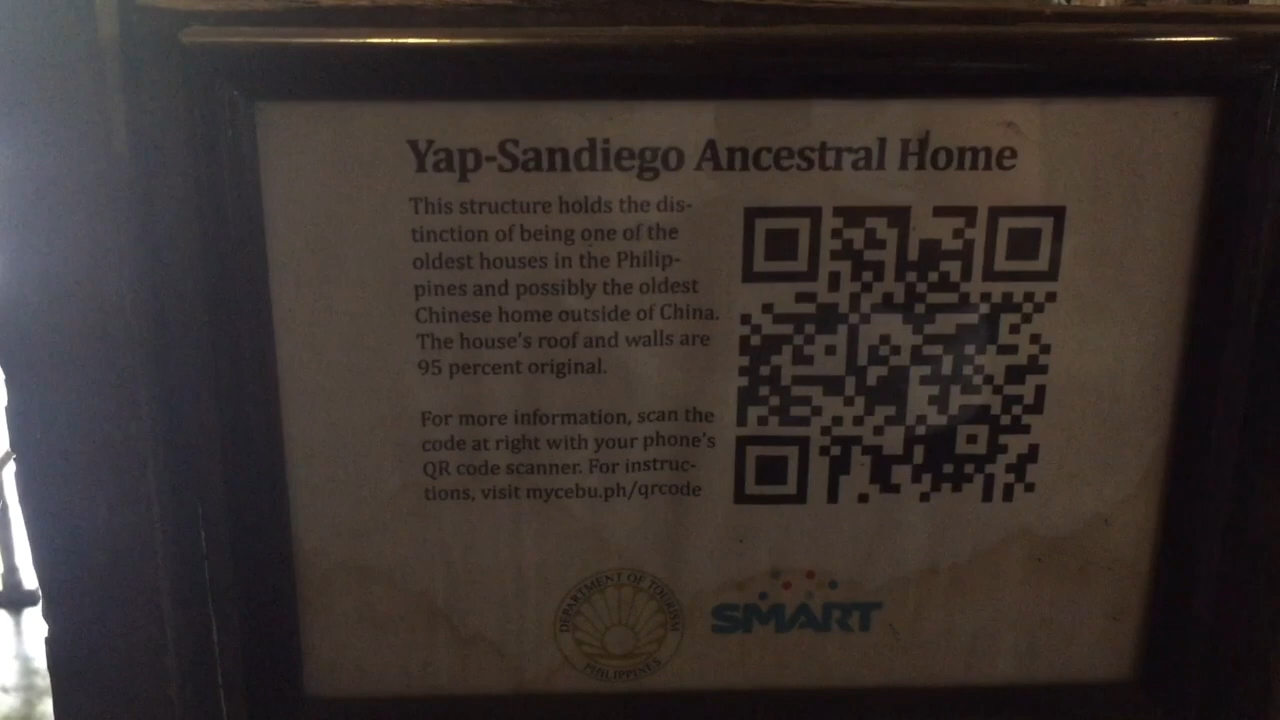 Yap-Sandiego Ancestral Home
This structure holds the dis-
tinction of being one of the
oldest houses in the Philip-
pines and possibly the oldest
Chinese home outside of China.
The house's roof and walls are
95 percent original.
For more information, scan the
code at right with your phone's
QR code scanner. For instruc-
tions, visit mycebu.ph/qrcode
DEPARTMENT OF TOURISM
PHILIPPINES
SMART